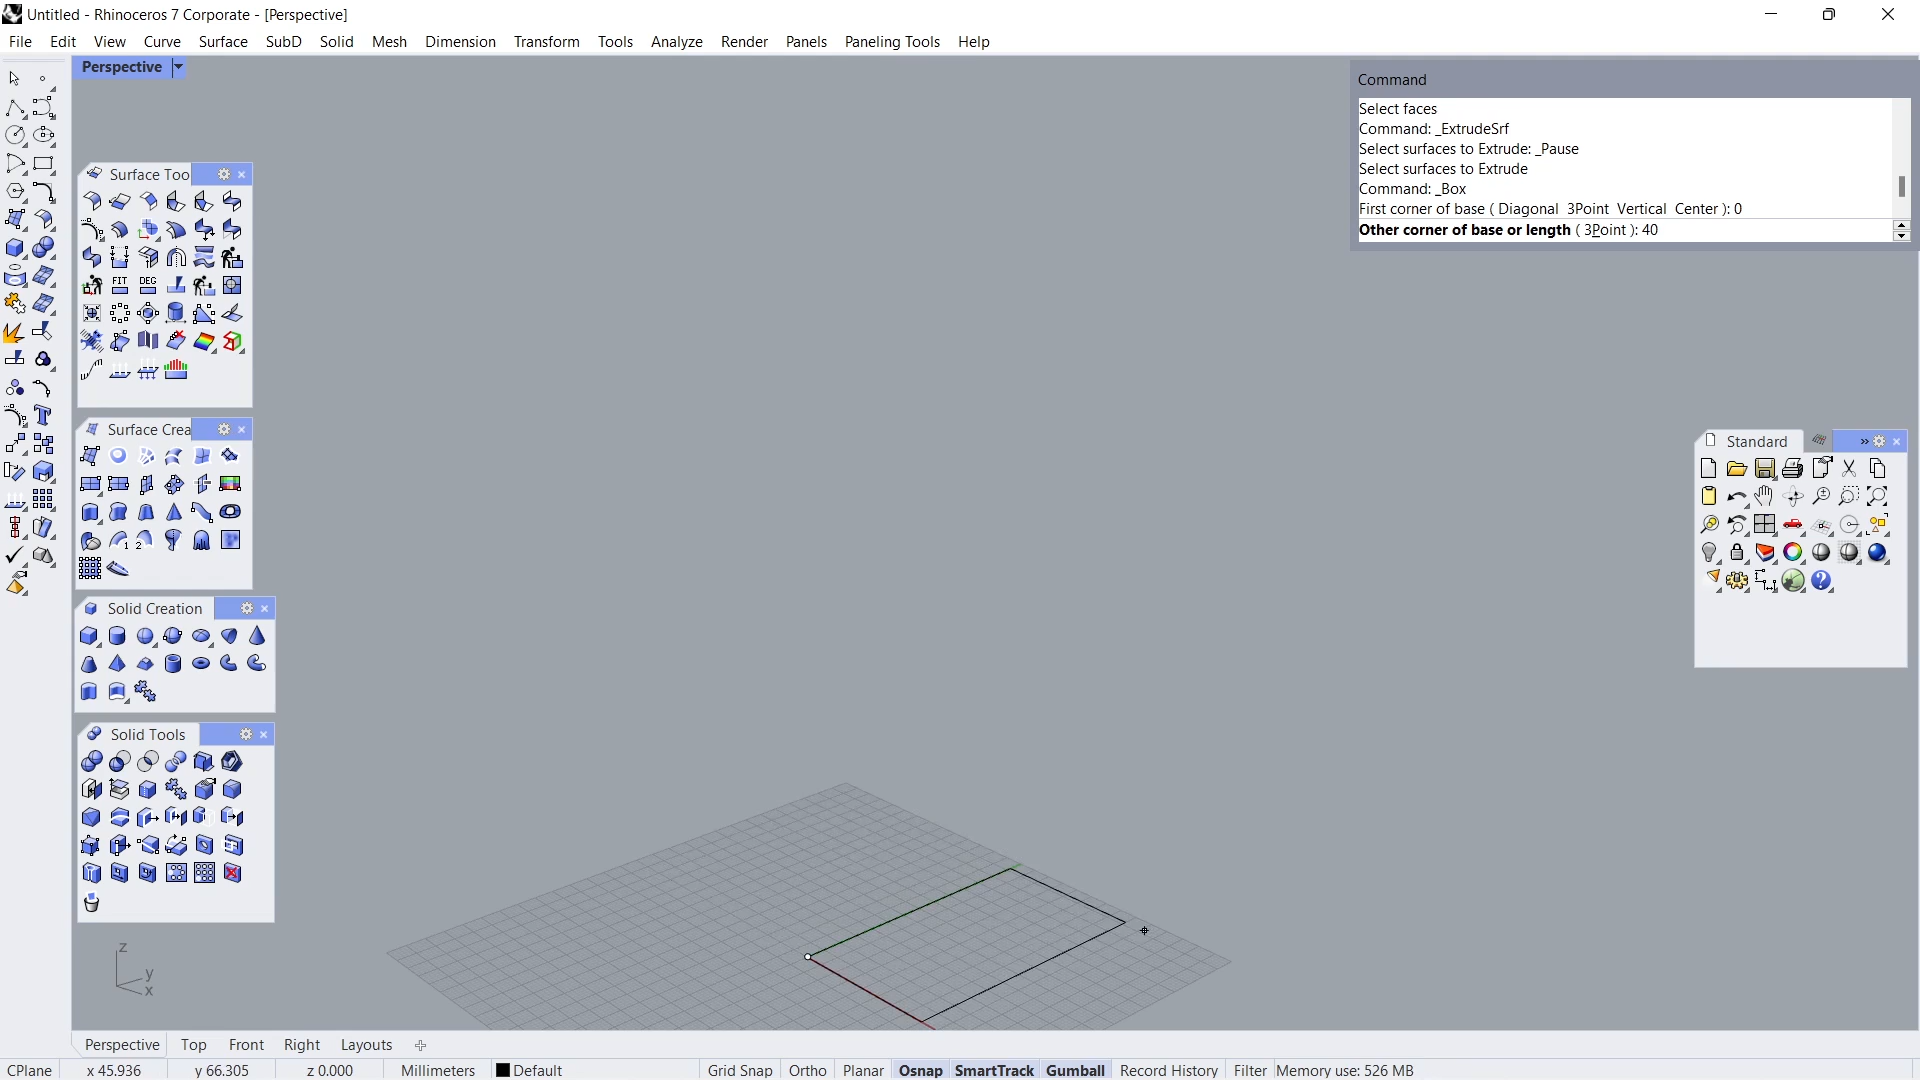 Untitled - Rhinoceros 7 Corporate - [Perspective]
File Edit View Curve Surface SubD Solid Mesh Dimension Transform Tools Analyze Render Panels Paneling Tools Help
Perspective
Command
Select faces
Command: _ExtrudeSrf
Select surfaces to Extrude: _Pause
Select surfaces to Extrude
Command: _Box
First corner of base ( Diagonal 3Point Vertical Center ): 0
Other corner of base or length ( 3Point ): 40
Surface Too
FIT DEG
Surface Crea
1 2
Standard
Solid Creation
Solid Tools
z
y
x
Perspective Top Front Right Layouts
CPlane x 45.936 y 66.305 z 0.000 Millimeters Default Grid Snap Ortho Planar Osnap SmartTrack Gumball Record History Filter Memory use: 526 MB